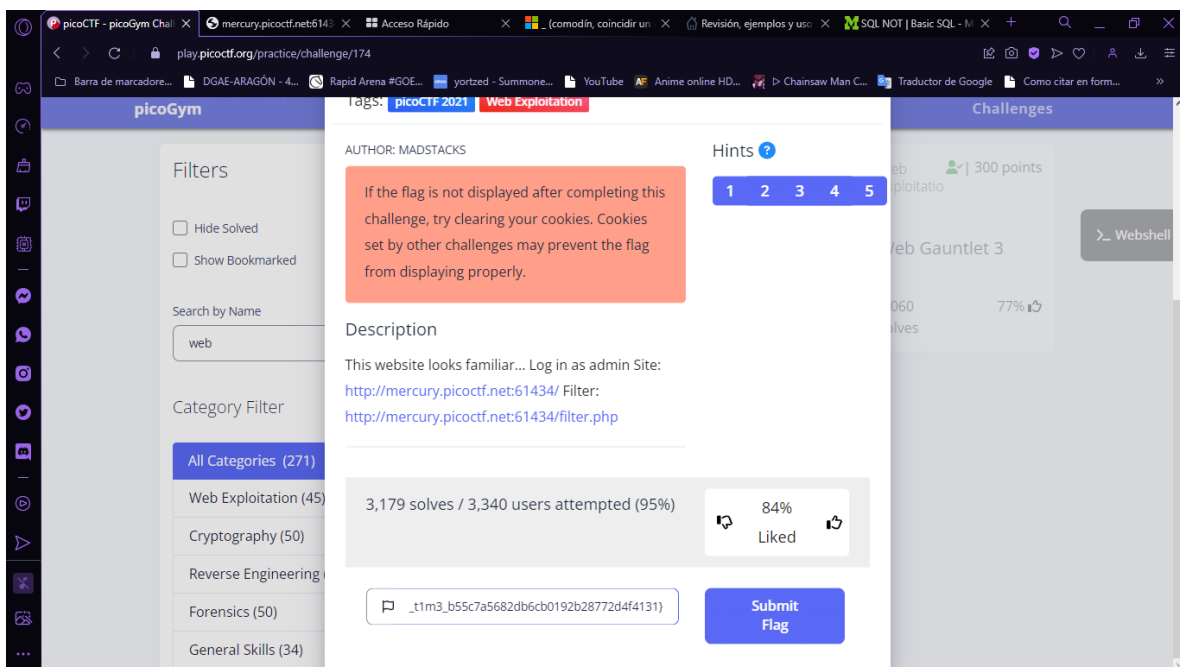 picoCTF - picoGym Chal
mercury.picoctf.net:6143
Acceso Rápido
_ (comodín, coincidir un
Revisión, ejemplos y uso
SQL NOT | Basic SQL - M
play.picoctf.org/practice/challenge/174
Barra de marcadore...
DGAE-ARAGÓN - 4...
Rapid Arena #GOE...
yortzed - Summone...
YouTube
Anime online HD...
▷ Chainsaw Man C...
Traductor de Google
Como citar en form...
»
picoGym
Challenges
Tags: picoCTF 2021 Web Exploitation
Filters
Hide Solved
Show Bookmarked
Search by Name
web
Category Filter
All Categories (271)
Web Exploitation (45)
Cryptography (50)
Reverse Engineering (
Forensics (50)
General Skills (34)
AUTHOR: MADSTACKS
If the flag is not displayed after completing this
challenge, try clearing your cookies. Cookies
set by other challenges may prevent the flag
from displaying properly.
Description
This website looks familiar... Log in as admin Site:
http://mercury.picoctf.net:61434/ Filter:
http://mercury.picoctf.net:61434/filter.php
Hints ?
1 2 3 4 5
3,179 solves / 3,340 users attempted (95%)
84%
Liked
_t1m3_b55c7a5682db6cb0192b28772d4f4131}
Submit
Flag
eb
ploitatio
| 300 points
eb Gauntlet 3
060
lves
77%
>_ Webshell